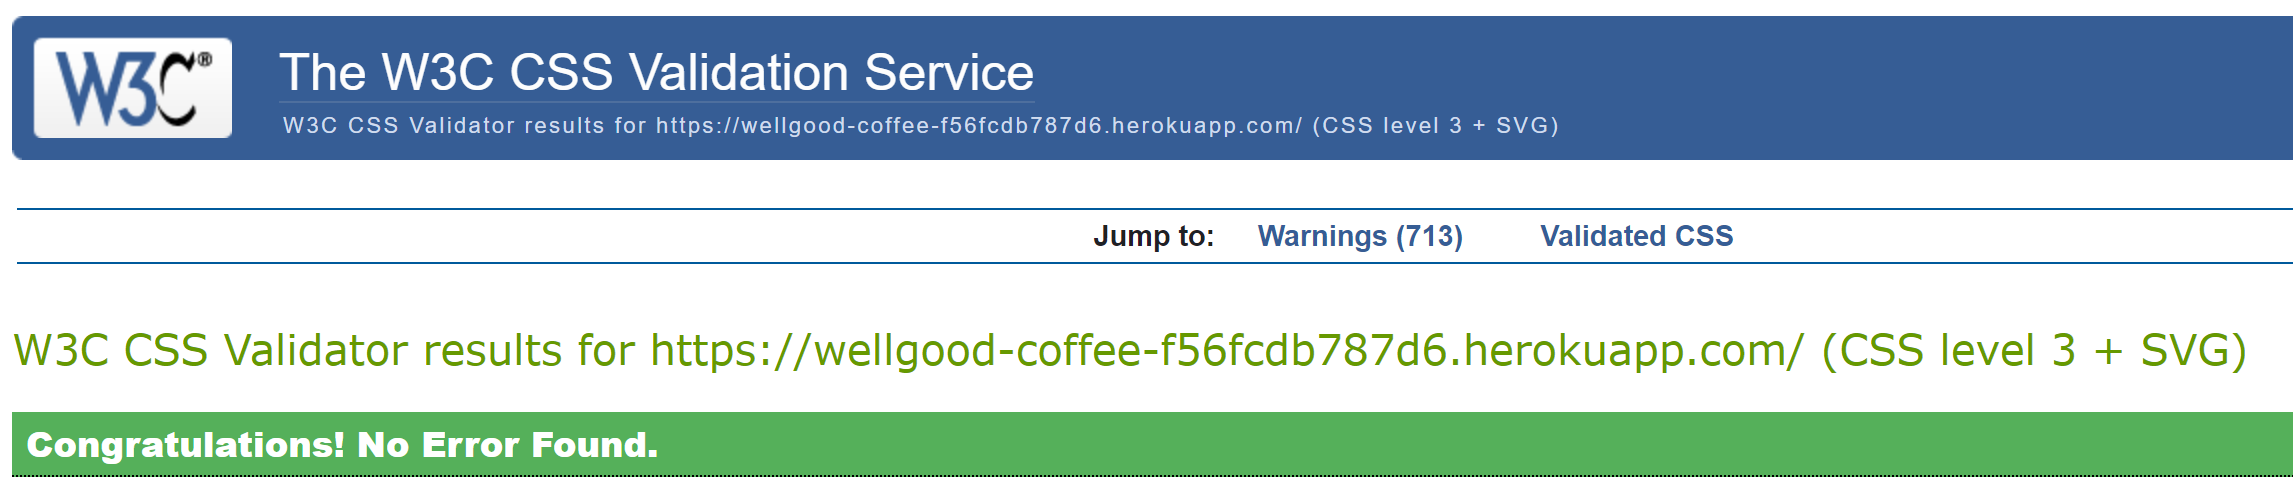 W3C®
The W3C CSS Validation Service
W3C CSS Validator results for https://wellgood-coffee-f56fcdb787d6.herokuapp.com/ (CSS level 3 + SVG)
Jump to: Warnings (713) Validated CSS
W3C CSS Validator results for https://wellgood-coffee-f56fcdb787d6.herokuapp.com/ (CSS level 3 + SVG)
Congratulations! No Error Found.